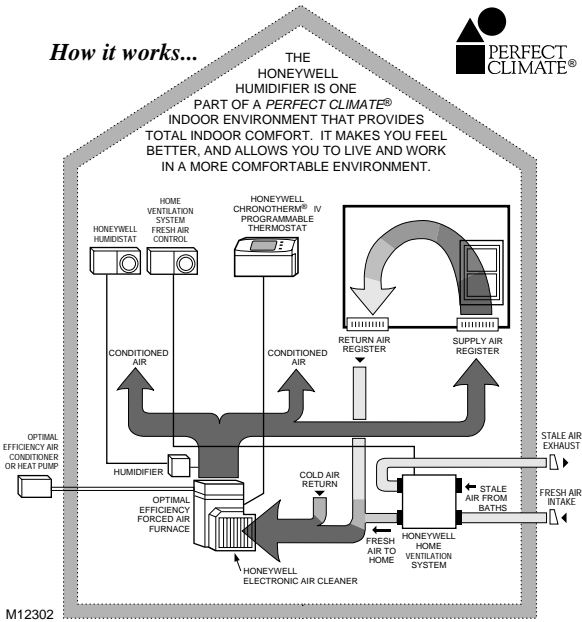 How it works...
PERFECT
CLIMATE®
THE
HONEYWELL
HUMIDIFIER IS ONE
PART OF A PERFECT CLIMATE®
INDOOR ENVIRONMENT THAT PROVIDES
TOTAL INDOOR COMFORT. IT MAKES YOU FEEL
BETTER, AND ALLOWS YOU TO LIVE AND WORK
IN A MORE COMFORTABLE ENVIRONMENT.
HONEYWELL
HUMIDISTAT
HOME
VENTILATION
SYSTEM
FRESH AIR
CONTROL
HONEYWELL
CHRONOTHERM® IV
PROGRAMMABLE
THERMOSTAT
RETURN AIR
REGISTER
SUPPLY AIR
REGISTER
CONDITIONED
AIR
CONDITIONED
AIR
OPTIMAL
EFFICIENCY AIR
CONDITIONER
OR HEAT PUMP
HUMIDIFIER
COLD AIR
RETURN
STALE AIR
EXHAUST
STALE
AIR FROM
BATHS
FRESH AIR
INTAKE
OPTIMAL
EFFICIENCY
FORCED AIR
FURNACE
FRESH
AIR TO
HOME
HONEYWELL
HOME
VENTILATION
SYSTEM
HONEYWELL
ELECTRONIC AIR CLEANER
M12302